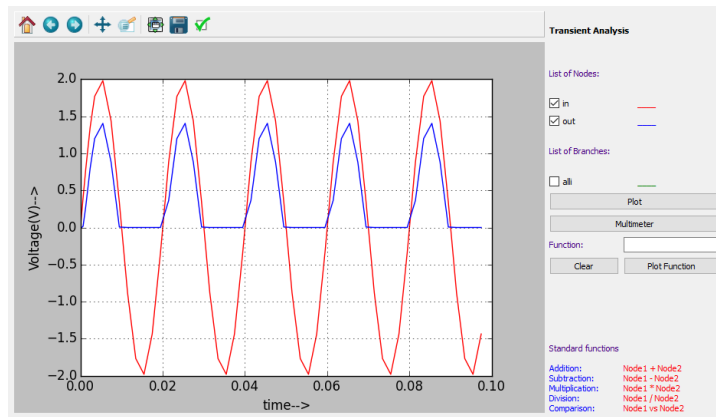 Transient Analysis
List of Nodes:
in
out
List of Branches:
alli
Plot
Multimeter
Function:
Clear
Plot Function
Standard functions
Addition: Node1 + Node2
Subtraction: Node1 - Node2
Multiplication: Node1 * Node2
Division: Node1 / Node2
Comparison: Node1 vs Node2
Voltage(V)-->
2.0
1.5
1.0
0.5
0.0
−0.5
−1.0
−1.5
−2.0
0.00 0.02 0.04 0.06 0.08 0.10
time-->